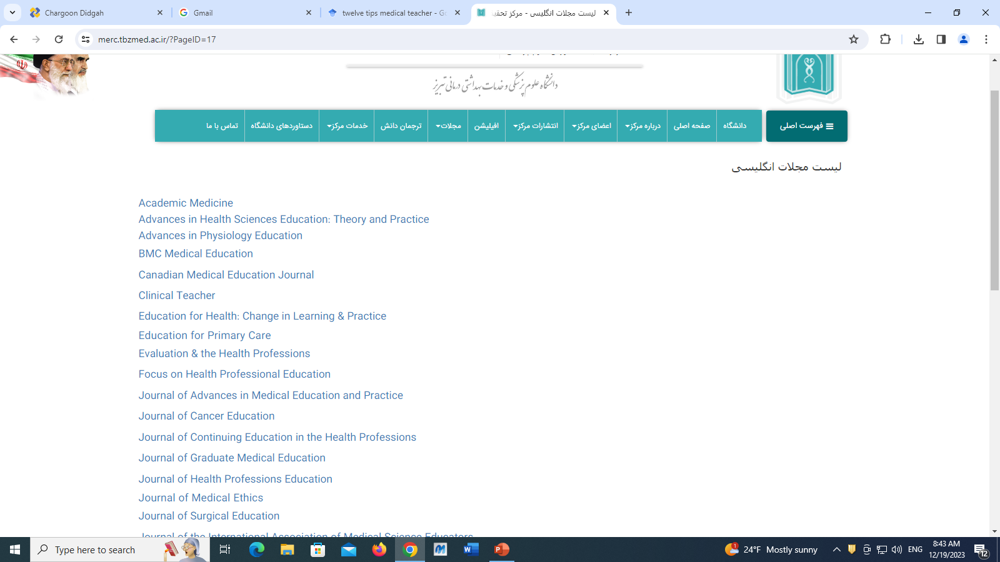 Chargoon Didgah
Gmail
twelve tips medical teacher - Go
لیست مجلات انگلیسی - مرکز تحقیق
merc.tbzmed.ac.ir/?PageID=17
دانشگاه علوم پزشکی و خدمات بهداشتی درمانی تبریز
فهرست اصلی
دانشگاه
صفحه اصلی
درباره مرکز
اعضای مرکز
انتشارات مرکز
افیلیشن
مجلات
ترجمان دانش
خدمات مرکز
دستاوردهای دانشگاه
تماس با ما
لیست مجلات انگلیسی
Academic Medicine
Advances in Health Sciences Education: Theory and Practice
Advances in Physiology Education
BMC Medical Education
Canadian Medical Education Journal
Clinical Teacher
Education for Health: Change in Learning & Practice
Education for Primary Care
Evaluation & the Health Professions
Focus on Health Professional Education
Journal of Advances in Medical Education and Practice
Journal of Cancer Education
Journal of Continuing Education in the Health Professions
Journal of Graduate Medical Education
Journal of Health Professions Education
Journal of Medical Ethics
Journal of Surgical Education
Journal of the International Association of Medical Science Educators
Type here to search
24°F Mostly sunny
ENG
8:43 AM
12/19/2023
12